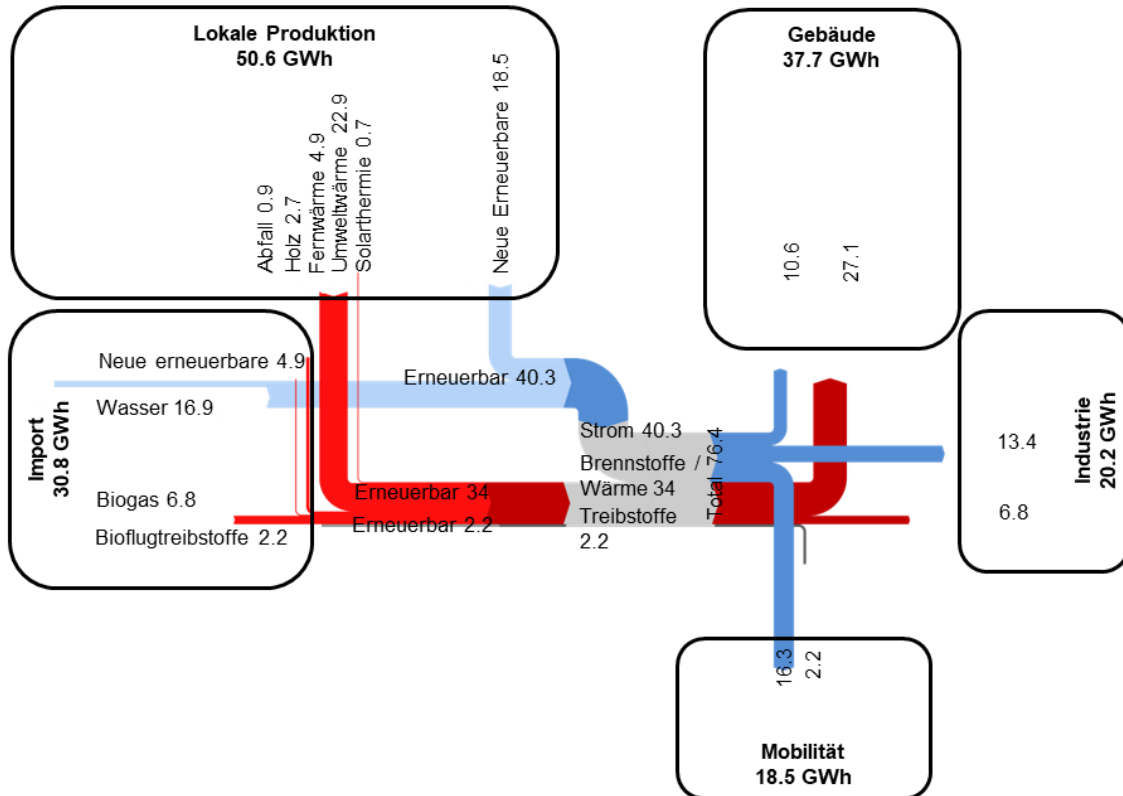 Lokale Produktion
50.6 GWh
Abfall 0.9
Holz 2.7
Fernwärme 4.9
Umweltwärme 22.9
Solarthermie 0.7
Neue Erneuerbare 18.5
Gebäude
37.7 GWh
10.6
27.1
Import
30.8 GWh
Neue erneuerbare 4.9
Wasser 16.9
Biogas 6.8
Bioflugtreibstoffe 2.2
Erneuerbar 40.3
Erneuerbar 34
Erneuerbar 2.2
Strom 40.3
Brennstoffe /
Wärme 34
Treibstoffe
2.2
Total 76.4
Industrie
20.2 GWh
13.4
6.8
16.3
2.2
Mobilität
18.5 GWh